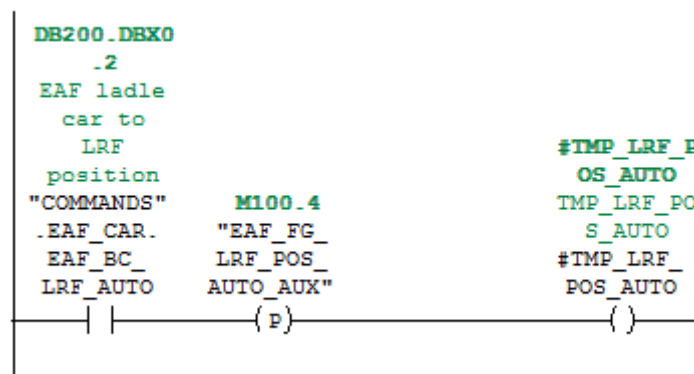 DB200.DBX0
.2
EAF ladle
car to
LRF
position
"COMMANDS"
.EAF_CAR.
EAF_BC_
LRF_AUTO
M100.4
"EAF_FG_
LRF_POS_
AUTO_AUX"
P
#TMP_LRF_P
OS_AUTO
TMP_LRF_PO
S_AUTO
#TMP_LRF_
POS_AUTO